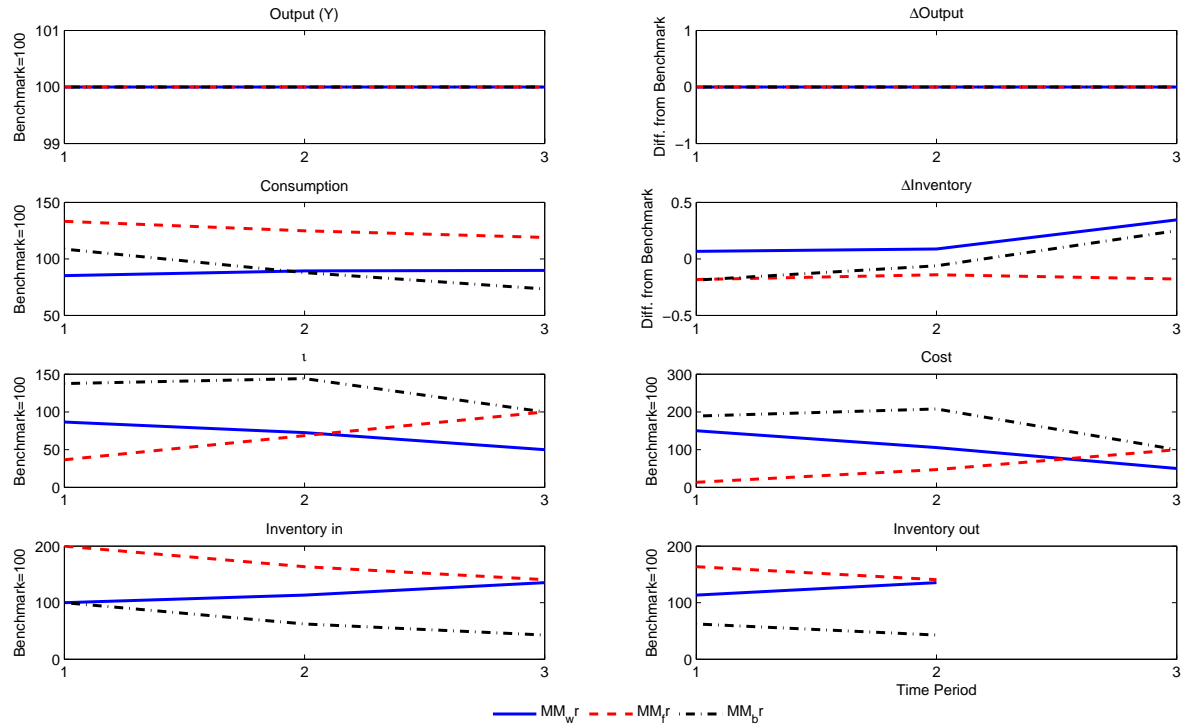 Output (Y)
Benchmark=100
101
100
99
1 2 3
ΔOutput
Diff. from Benchmark
1
0
−1
1 2 3
Consumption
Benchmark=100
150
100
50
1 2 3
ΔInventory
Diff. from Benchmark
0.5
0
−0.5
1 2 3
ι
Benchmark=100
150
100
50
0
1 2 3
Cost
Benchmark=100
300
200
100
0
1 2 3
Inventory in
Benchmark=100
200
100
0
1 2 3
Inventory out
Benchmark=100
200
100
0
1 2 3
Time Period
MM_wr MM_fr MM_br